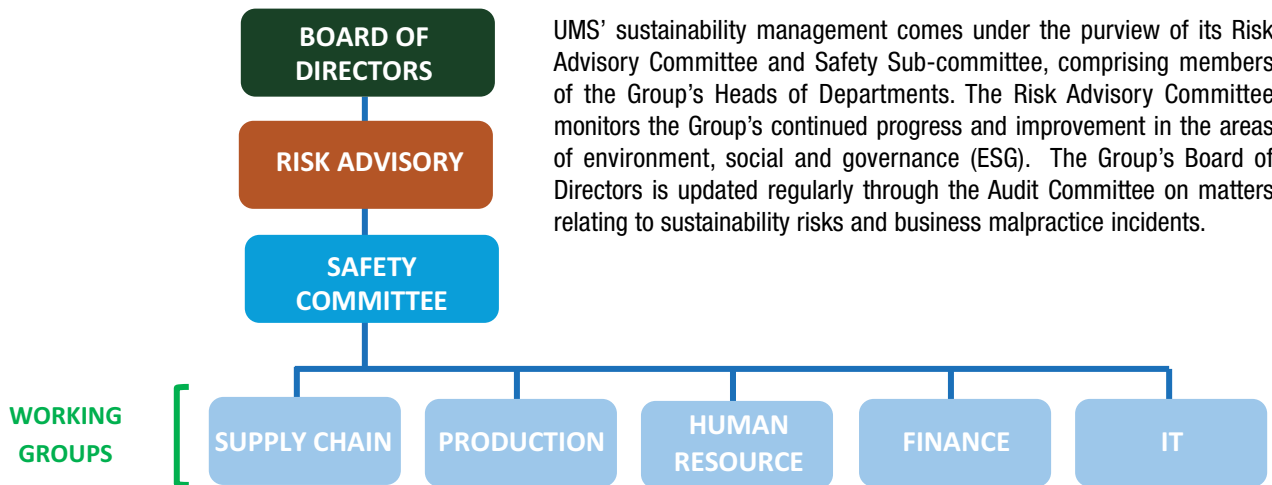 BOARD OF
DIRECTORS
RISK ADVISORY
SAFETY
COMMITTEE
UMS’ sustainability management comes under the purview of its Risk
Advisory Committee and Safety Sub-committee, comprising members
of the Group’s Heads of Departments. The Risk Advisory Committee
monitors the Group’s continued progress and improvement in the areas
of environment, social and governance (ESG). The Group’s Board of
Directors is updated regularly through the Audit Committee on matters
relating to sustainability risks and business malpractice incidents.
WORKING
GROUPS
SUPPLY CHAIN
PRODUCTION
HUMAN
RESOURCE
FINANCE
IT